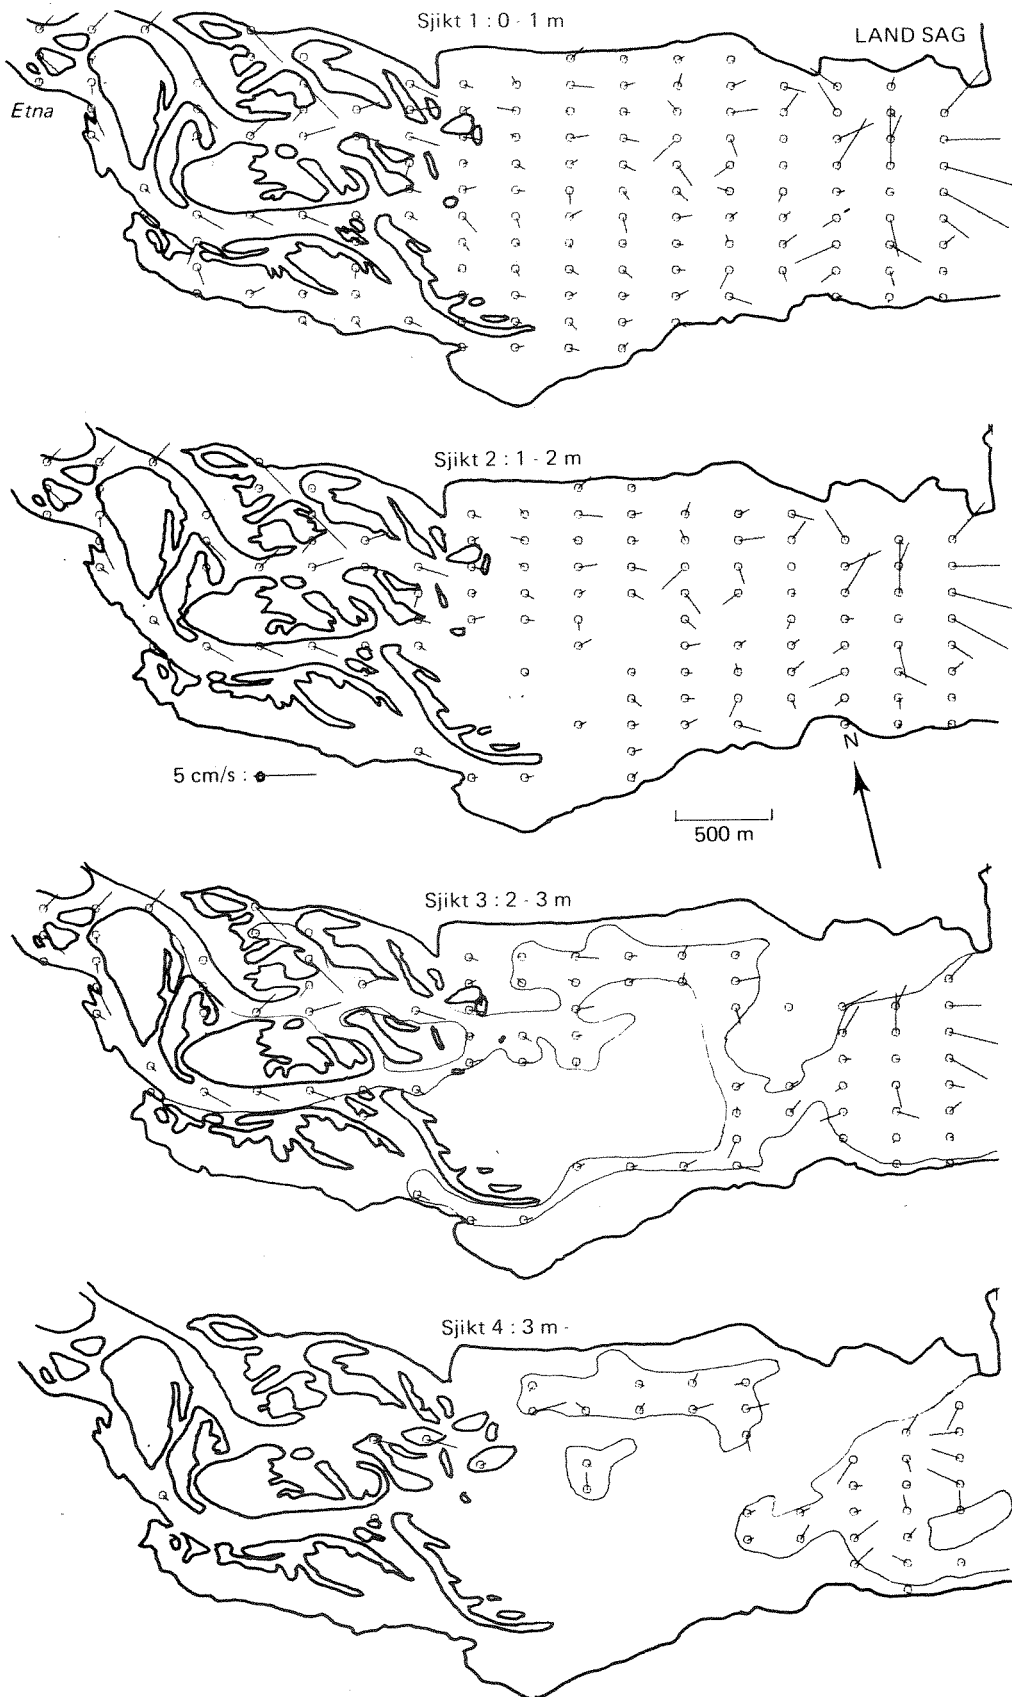 Sjikt 1 : 0 - 1 m
LAND SAG
Etna
Sjikt 2 : 1 - 2 m
N
5 cm/s :
500 m
Sjikt 3 : 2 - 3 m
Sjikt 4 : 3 m -